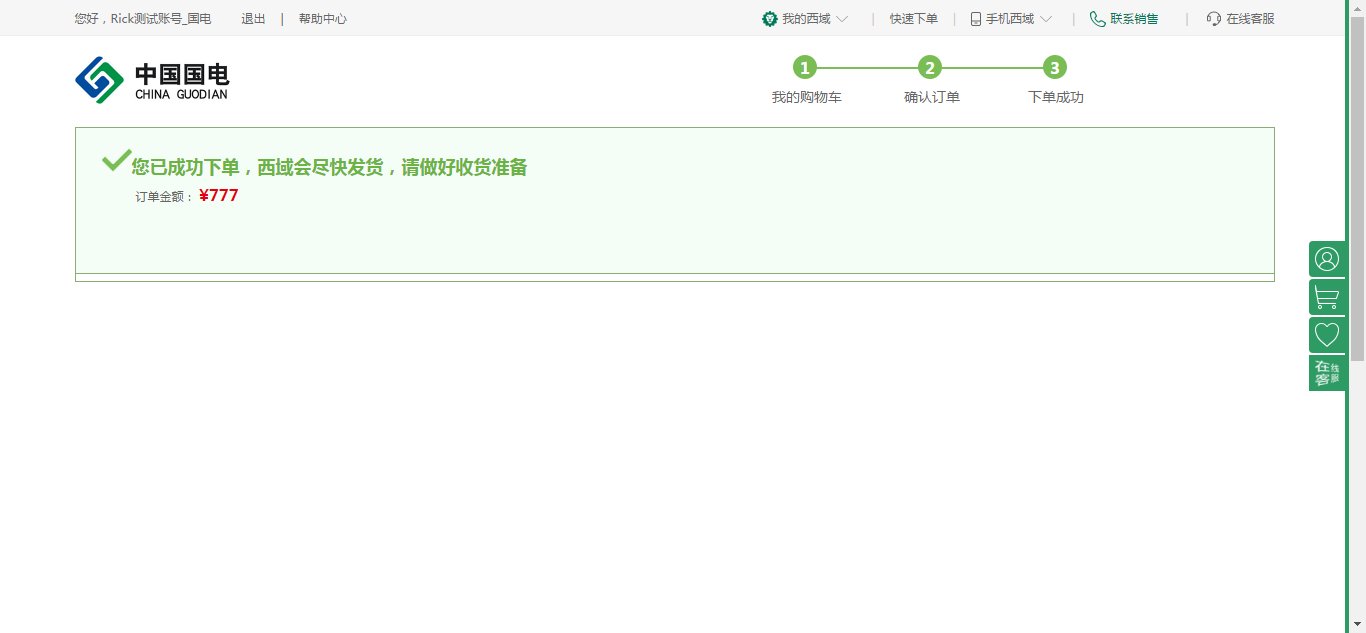 您好，Rick测试账号_国电 退出 | 帮助中心 我的西域 | 快速下单 | 手机西域 | 联系销售 | 在线客服
中国国电
CHINA GUODIAN
1 2 3
我的购物车 确认订单 下单成功
您已成功下单，西域会尽快发货，请做好收货准备
订单金额： ¥777
在线客服